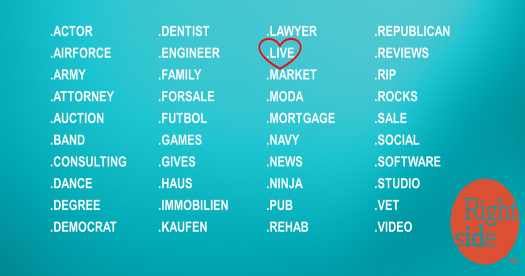 .ACTOR
.AIRFORCE
.ARMY
.ATTORNEY
.AUCTION
.BAND
.CONSULTING
.DANCE
.DEGREE
.DEMOCRAT
.DENTIST
.ENGINEER
.FAMILY
.FORSALE
.FUTBOL
.GAMES
.GIVES
.HAUS
.IMMOBILIEN
.KAUFEN
.LAWYER
.LIVE
.MARKET
.MODA
.MORTGAGE
.NAVY
.NEWS
.NINJA
.PUB
.REHAB
.REPUBLICAN
.REVIEWS
.RIP
.ROCKS
.SALE
.SOCIAL
.SOFTWARE
.STUDIO
.VET
.VIDEO
Right
side